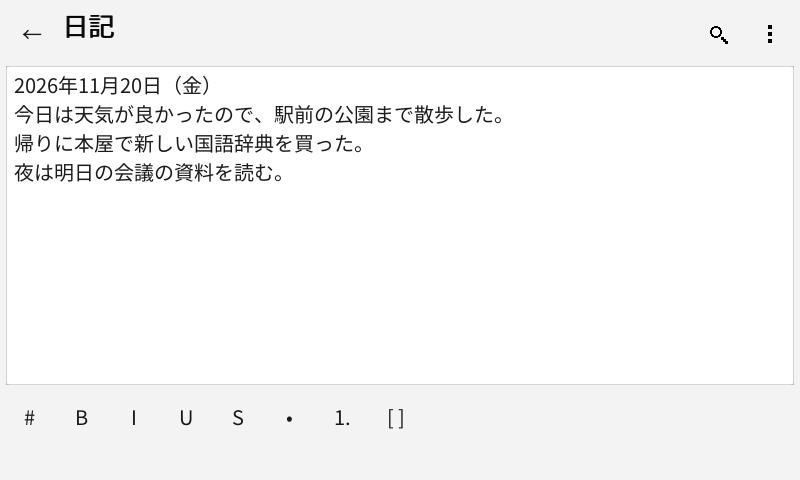 ← 日記
2026年11月20日（金）
今日は天気が良かったので、駅前の公園まで散歩した。
帰りに本屋で新しい国語辞典を買った。
夜は明日の会議の資料を読む。
# B I U S • 1. [ ]